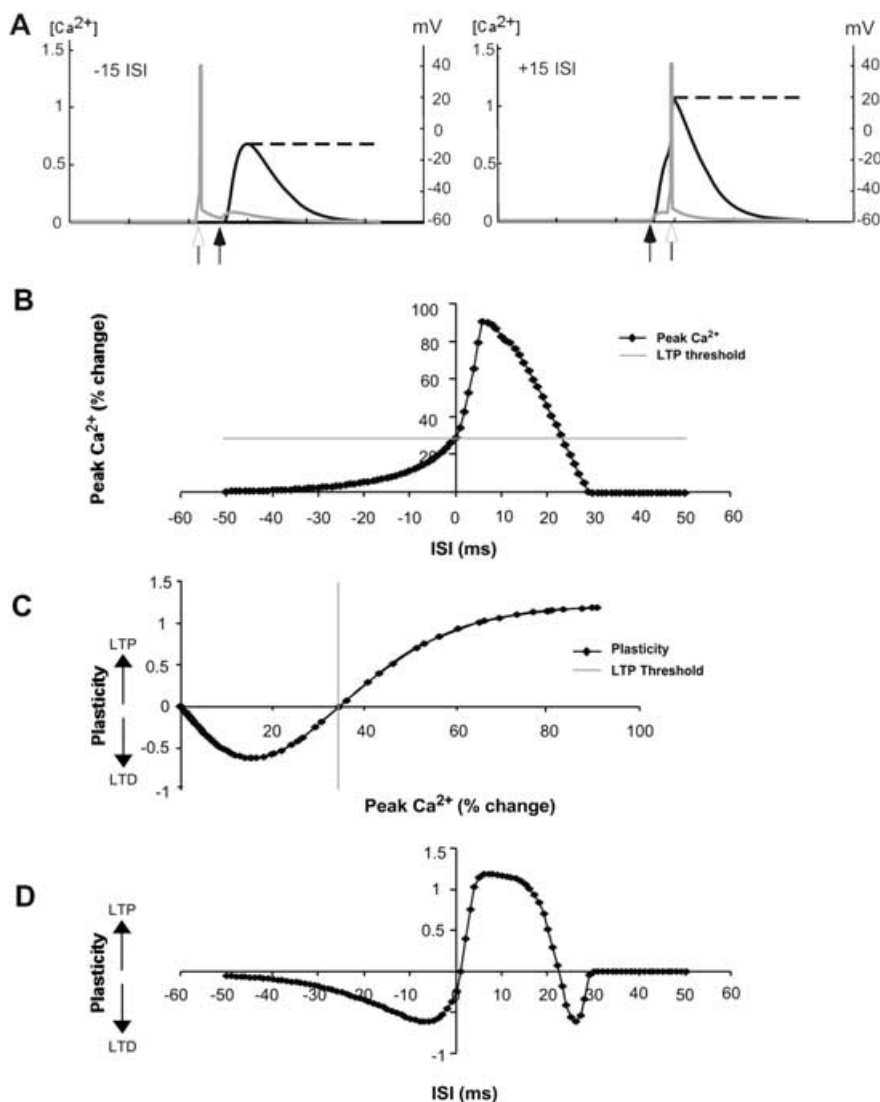 A
[Ca2+]
mV
[Ca2+]
mV
-15 ISI
+15 ISI
1.5
1
0.5
0
40
20
0
-20
-40
-60
1.5
1
0.5
0
40
20
0
-20
-40
-60
B
Peak Ca2+ (% change)
100
80
60
40
20
0
-60 -50 -40 -30 -20 -10 0 10 20 30 40 50 60
Peak Ca2+
LTP threshold
ISI (ms)
C
LTP
Plasticity
LTD
1.5
1
0.5
0
-0.5
-1
20 40 60 80 100
Plasticity
LTP Threshold
Peak Ca2+ (% change)
D
LTP
Plasticity
LTD
1.5
1
0.5
0
-1
-60 -50 -40 -30 -20 -10 0 10 20 30 40 50 60
ISI (ms)